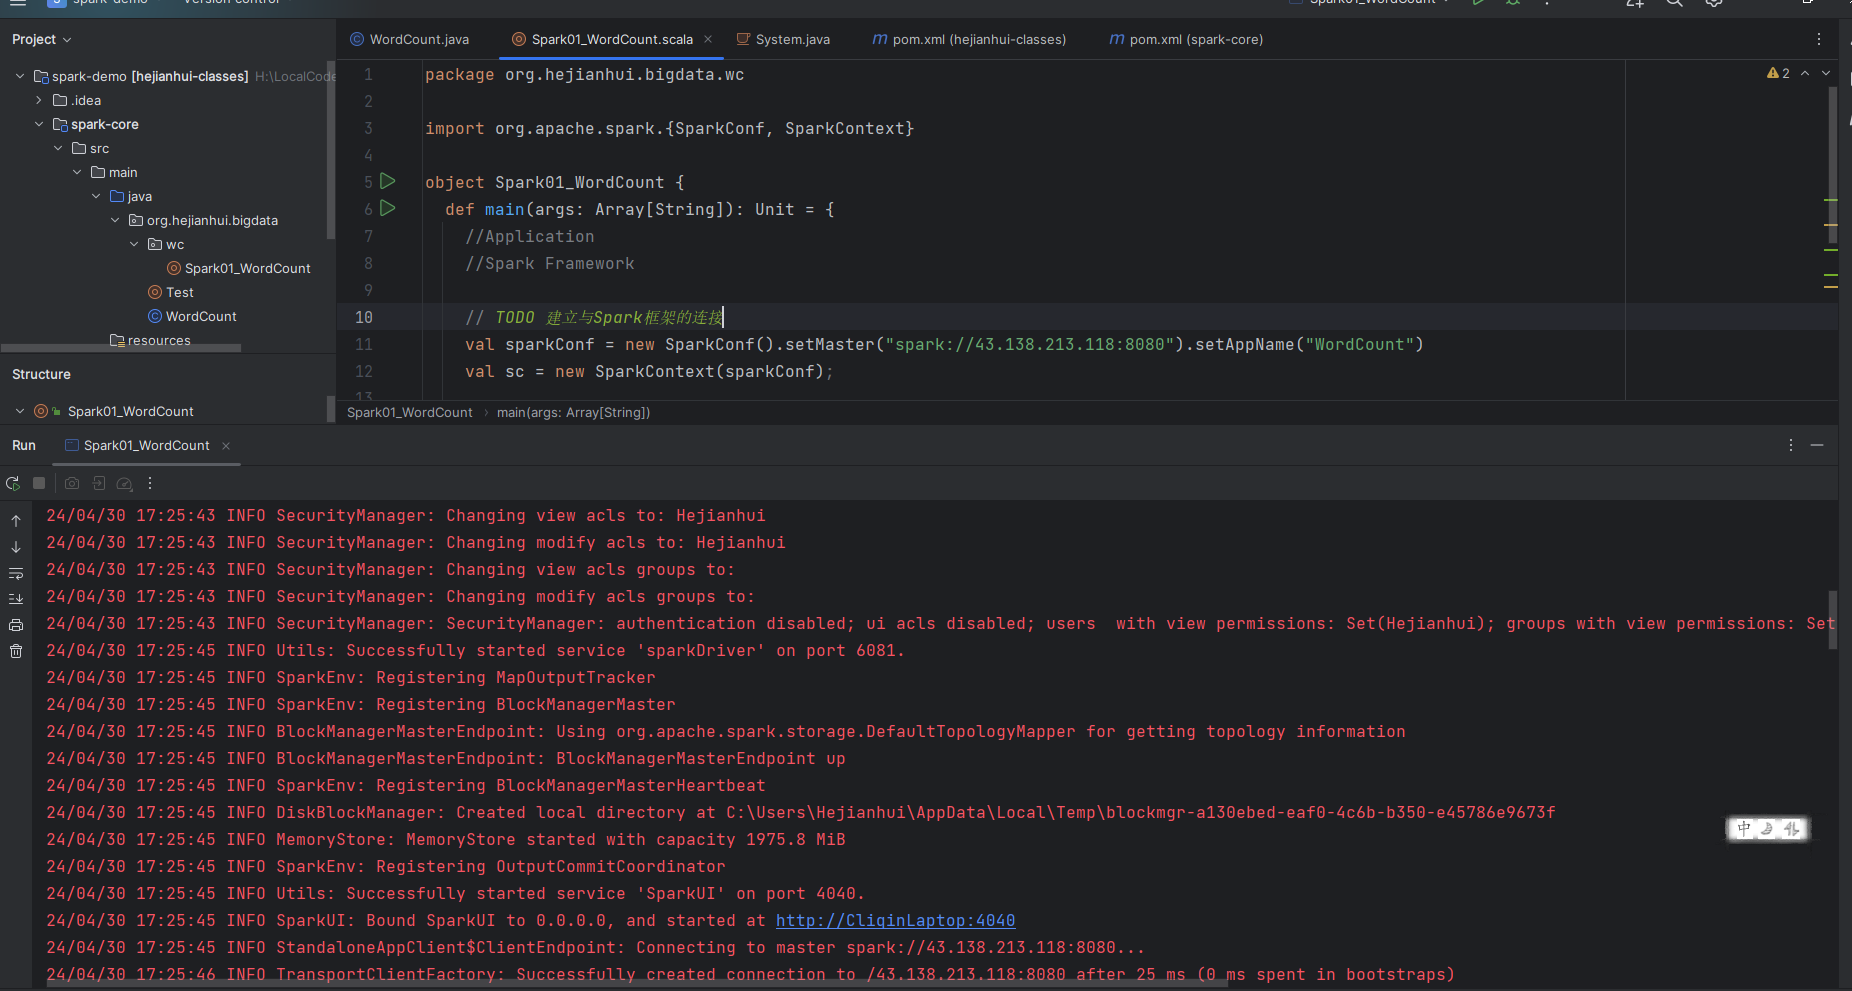 spark-demo Version control Spark01_WordCount
Project
WordCount.java Spark01_WordCount.scala System.java pom.xml (hejianhui-classes) pom.xml (spark-core)
spark-demo [hejianhui-classes] H:\LocalCode
.idea
spark-core
src
main
java
org.hejianhui.bigdata
wc
Spark01_WordCount
Test
WordCount
resources
Structure
Spark01_WordCount
1 package org.hejianhui.bigdata.wc
2
3 import org.apache.spark.{SparkConf, SparkContext}
4
5 object Spark01_WordCount {
6 def main(args: Array[String]): Unit = {
7 //Application
8 //Spark Framework
9
10 // TODO 建立与Spark框架的连接
11 val sparkConf = new SparkConf().setMaster("spark://43.138.213.118:8080").setAppName("WordCount")
12 val sc = new SparkContext(sparkConf);
13
2
Spark01_WordCount › main(args: Array[String])
Run Spark01_WordCount
24/04/30 17:25:43 INFO SecurityManager: Changing view acls to: Hejianhui
24/04/30 17:25:43 INFO SecurityManager: Changing modify acls to: Hejianhui
24/04/30 17:25:43 INFO SecurityManager: Changing view acls groups to:
24/04/30 17:25:43 INFO SecurityManager: Changing modify acls groups to:
24/04/30 17:25:43 INFO SecurityManager: SecurityManager: authentication disabled; ui acls disabled; users  with view permissions: Set(Hejianhui); groups with view permissions: Set
24/04/30 17:25:45 INFO Utils: Successfully started service 'sparkDriver' on port 6081.
24/04/30 17:25:45 INFO SparkEnv: Registering MapOutputTracker
24/04/30 17:25:45 INFO SparkEnv: Registering BlockManagerMaster
24/04/30 17:25:45 INFO BlockManagerMasterEndpoint: Using org.apache.spark.storage.DefaultTopologyMapper for getting topology information
24/04/30 17:25:45 INFO BlockManagerMasterEndpoint: BlockManagerMasterEndpoint up
24/04/30 17:25:45 INFO SparkEnv: Registering BlockManagerMasterHeartbeat
24/04/30 17:25:45 INFO DiskBlockManager: Created local directory at C:\Users\Hejianhui\AppData\Local\Temp\blockmgr-a130ebed-eaf0-4c6b-b350-e45786e9673f
24/04/30 17:25:45 INFO MemoryStore: MemoryStore started with capacity 1975.8 MiB
24/04/30 17:25:45 INFO SparkEnv: Registering OutputCommitCoordinator
24/04/30 17:25:45 INFO Utils: Successfully started service 'SparkUI' on port 4040.
24/04/30 17:25:45 INFO SparkUI: Bound SparkUI to 0.0.0.0, and started at http://CliqinLaptop:4040
24/04/30 17:25:45 INFO StandaloneAppClient$ClientEndpoint: Connecting to master spark://43.138.213.118:8080...
24/04/30 17:25:46 INFO TransportClientFactory: Successfully created connection to /43.138.213.118:8080 after 25 ms (0 ms spent in bootstraps)
中